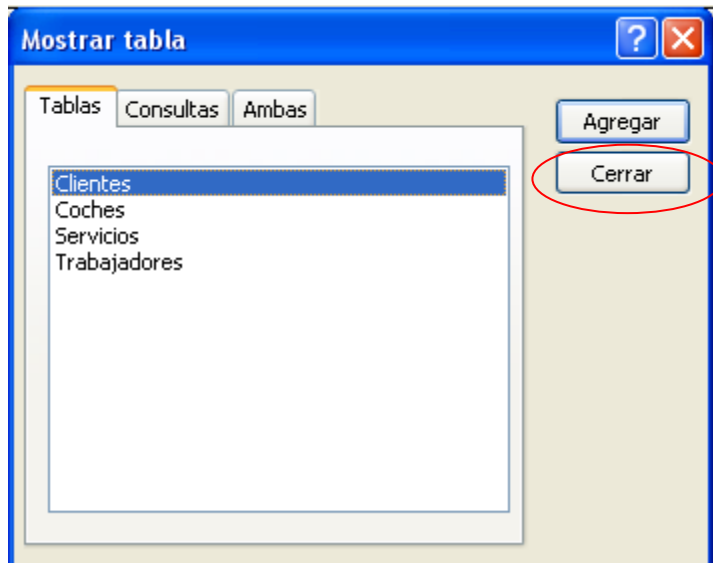 Mostrar tabla
Tablas
Consultas
Ambas
Agregar
Cerrar
Clientes
Coches
Servicios
Trabajadores